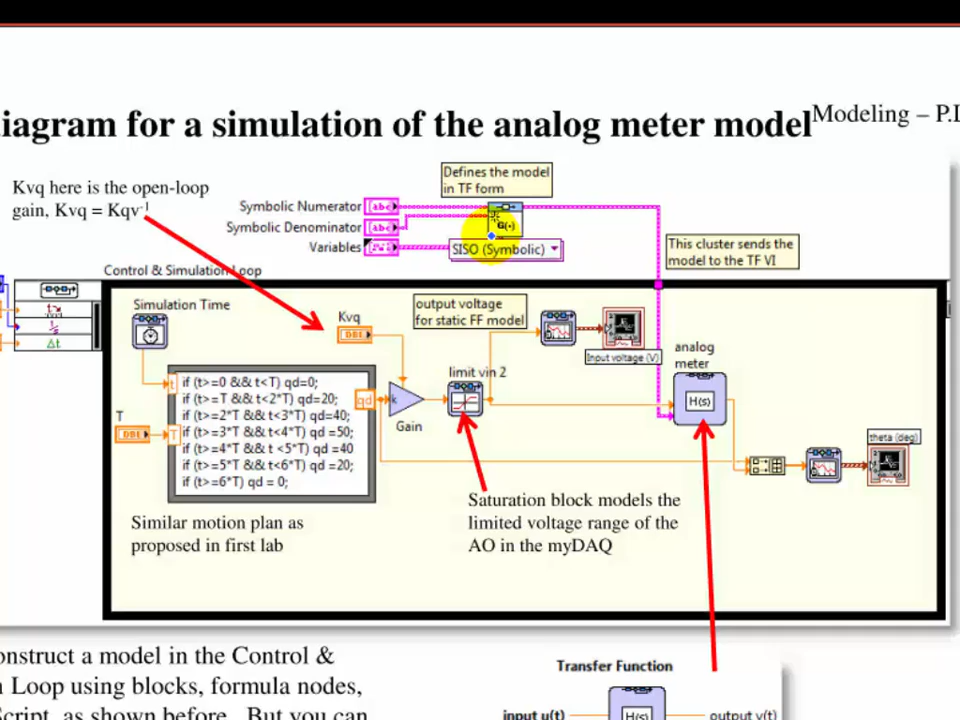 iagram for a simulation of the analog meter model
Modeling – P.I
Kvq here is the open-loop
gain, Kvq = Kqv⁻¹
Defines the model
in TF form
Symbolic Numerator
abc
Symbolic Denominator
abc
G(•)
Variables
SISO (Symbolic)
This cluster sends the
model to the TF VI
Control & Simulation Loop
Δt
Simulation Time
Kvq
DBL
output voltage
for static FF model
Input voltage (V)
analog
meter
H(s)
limit vin 2
k
Gain
T
DBL
t
T
qd
if (t>=0 && t<T) qd=0;
if (t>=T && t<2*T) qd=20;
if (t>=2*T && t<3*T) qd=40;
if (t>=3*T && t<4*T) qd =50;
if (t>=4*T && t <5*T) qd =40
if (t>=5*T && t<6*T) qd =20;
if (t>=6*T) qd = 0;
theta (deg)
Similar motion plan as
proposed in first lab
Saturation block models the
limited voltage range of the
AO in the myDAQ
onstruct a model in the Control &
n Loop using blocks, formula nodes,
Script, as shown before. But you can
Transfer Function
input u(t)
H(s)
output y(t)